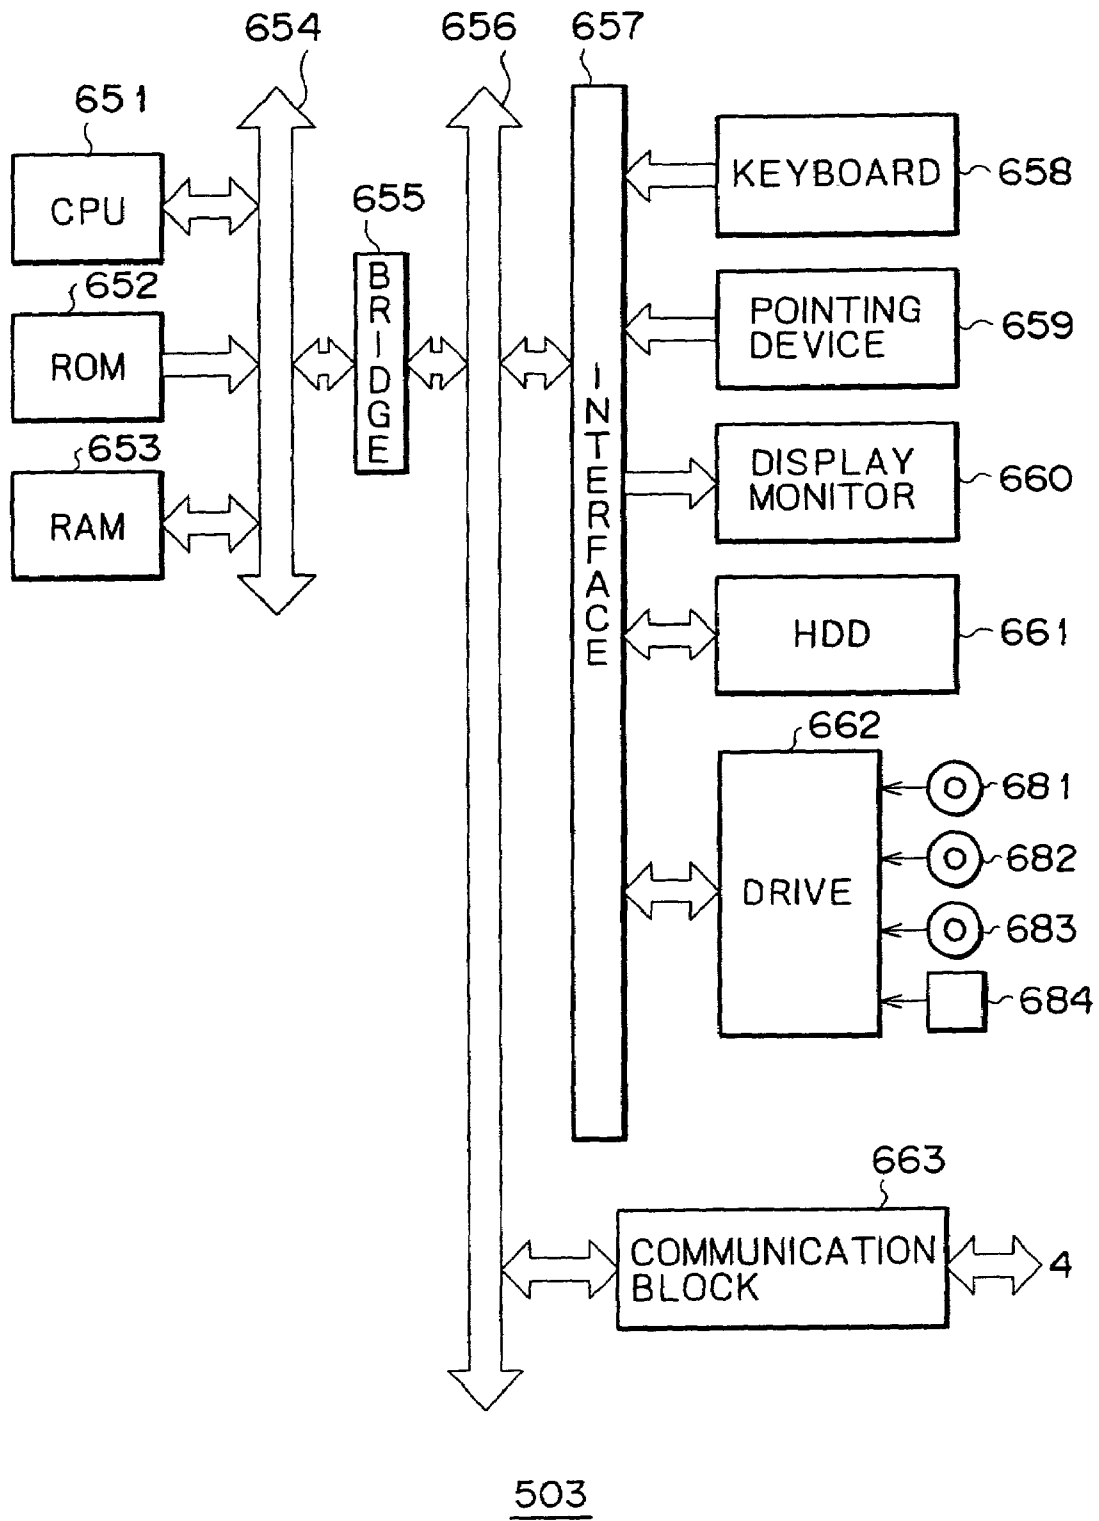 654
656
657
651
CPU
655
BRIDGE
KEYBOARD
658
652
ROM
POINTING
DEVICE
659
653
RAM
INTERFACE
DISPLAY
MONITOR
660
HDD
661
662
DRIVE
681
682
683
684
663
COMMUNICATION
BLOCK
4
503